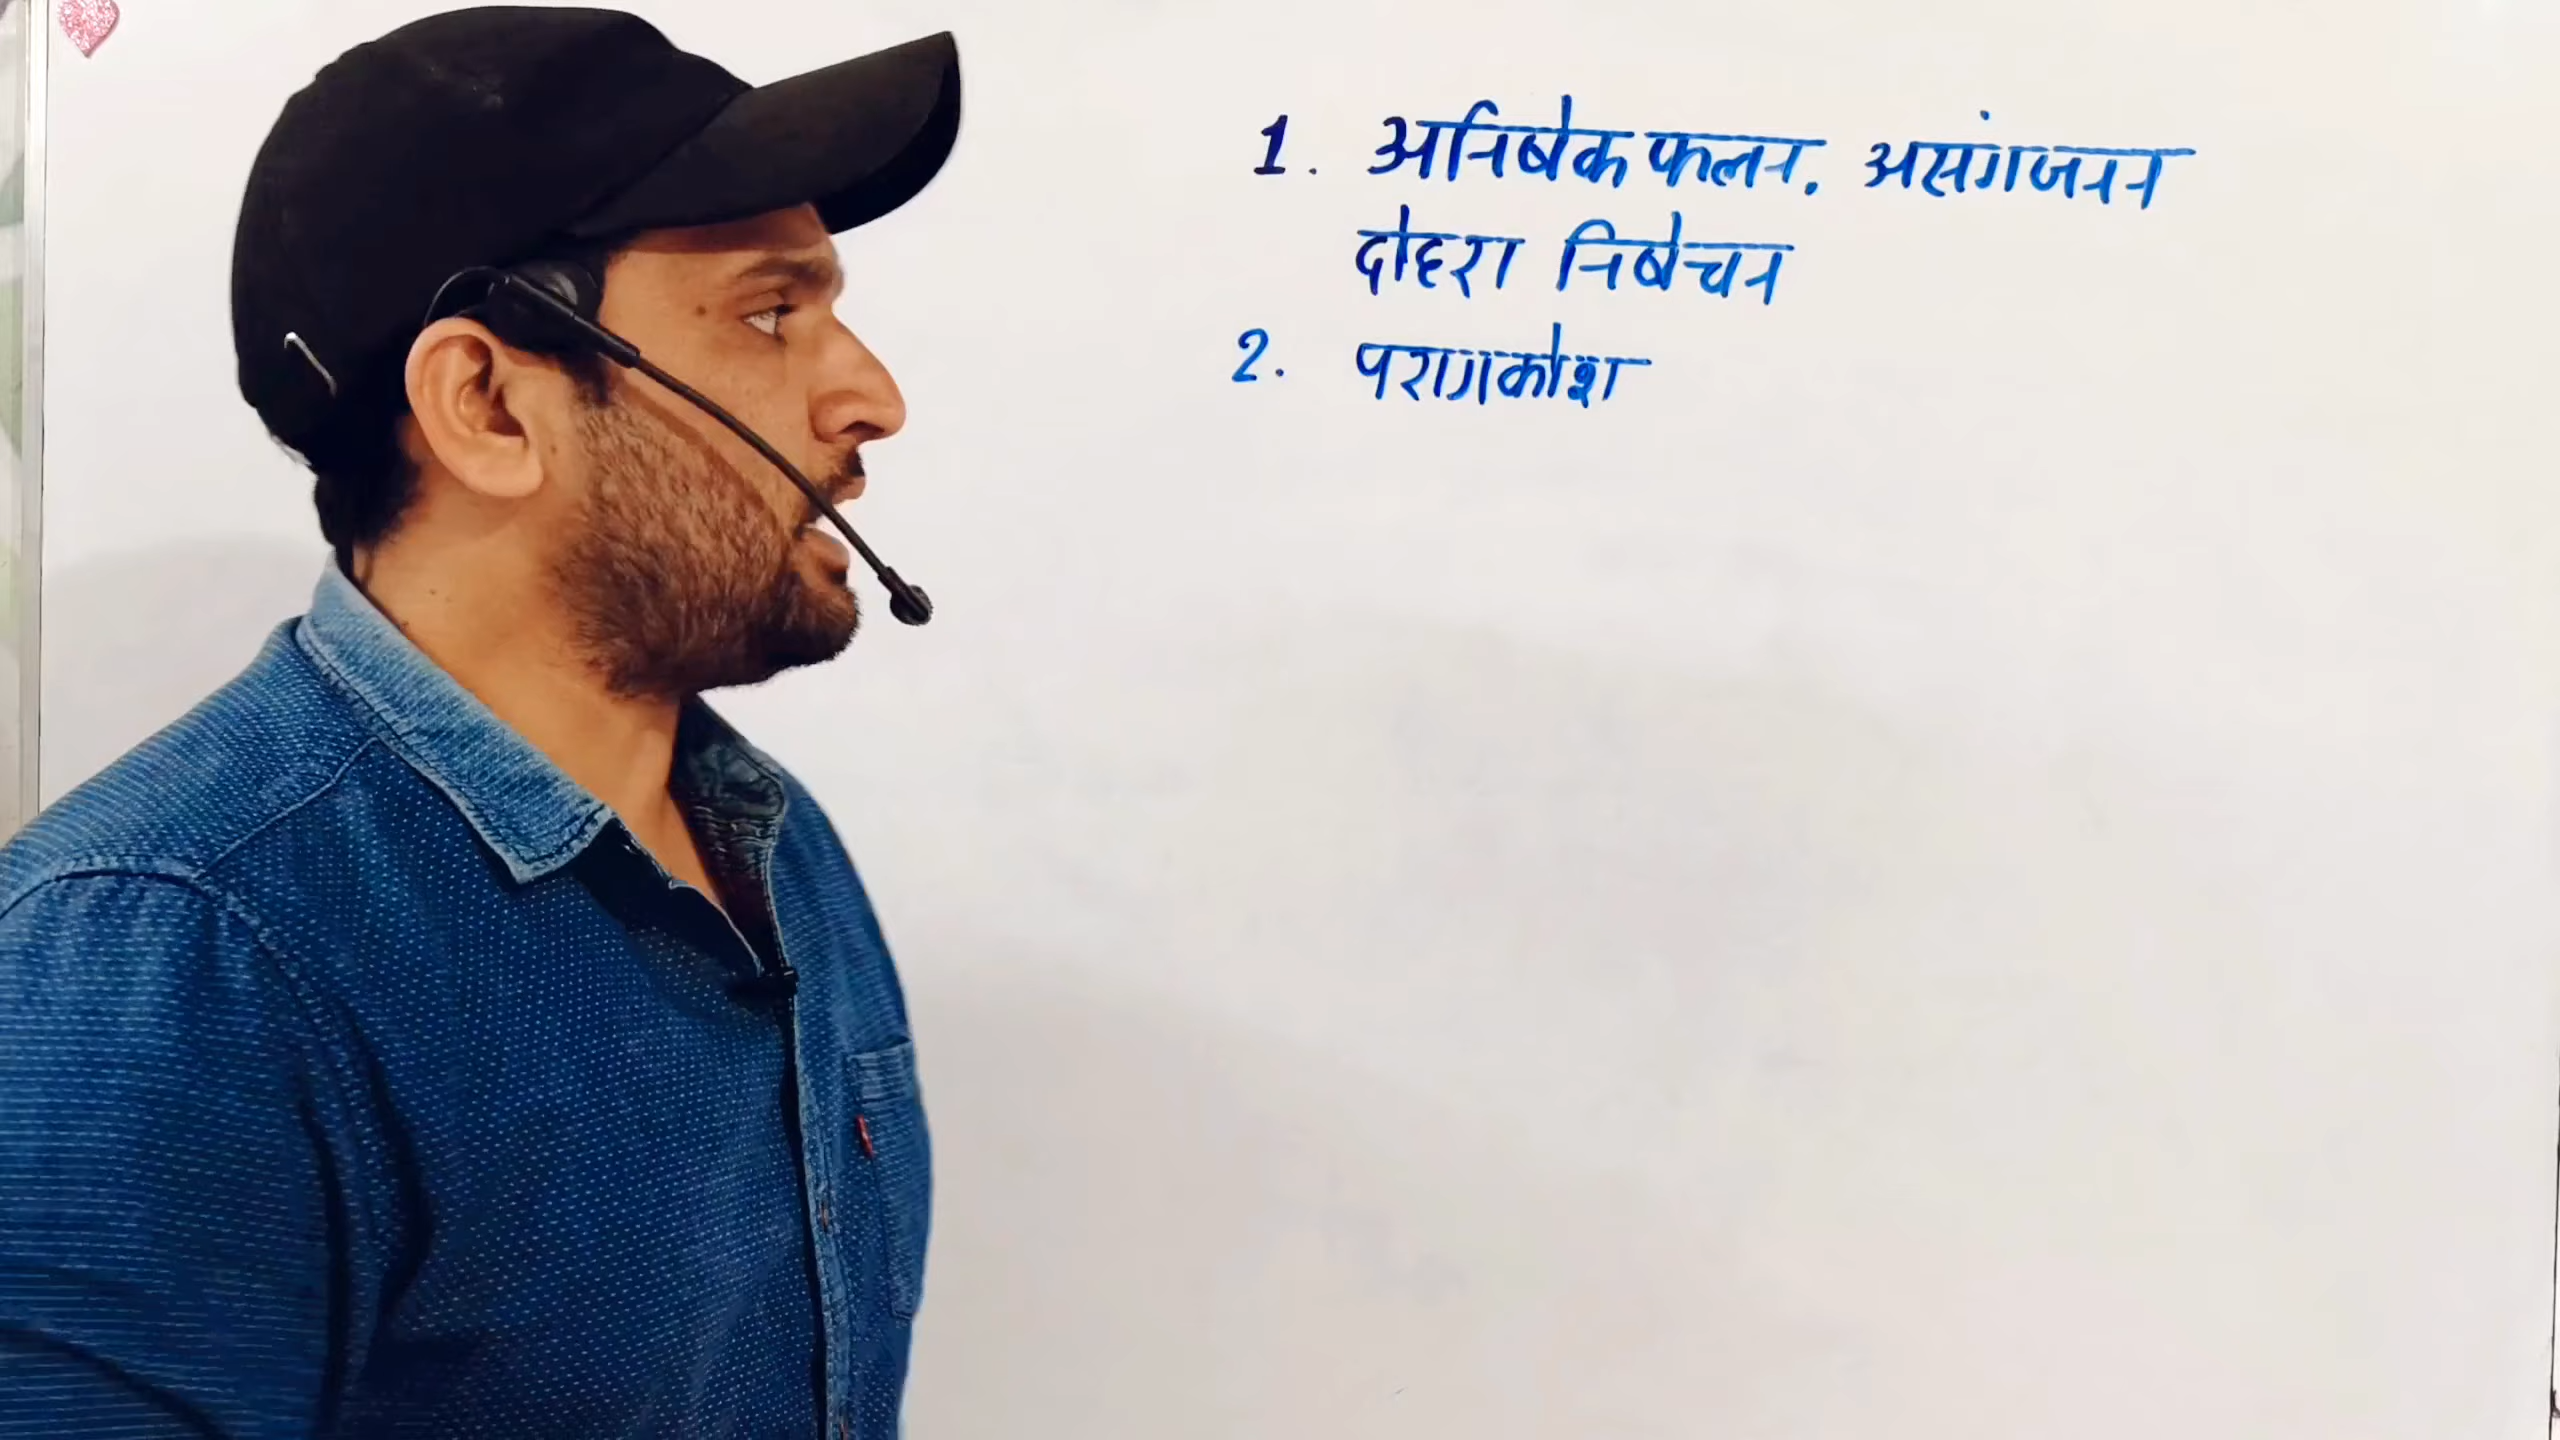 1. अनिषेक फलन. असंगजनन
दोहरा निषेचन
2. परागकोश